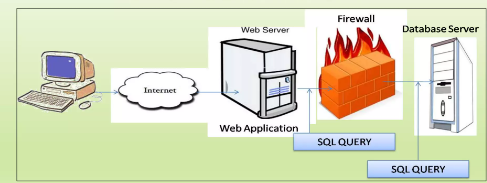 Firewall
Web Server
Database Server
Internet
Web Application
SQL QUERY
SQL QUERY